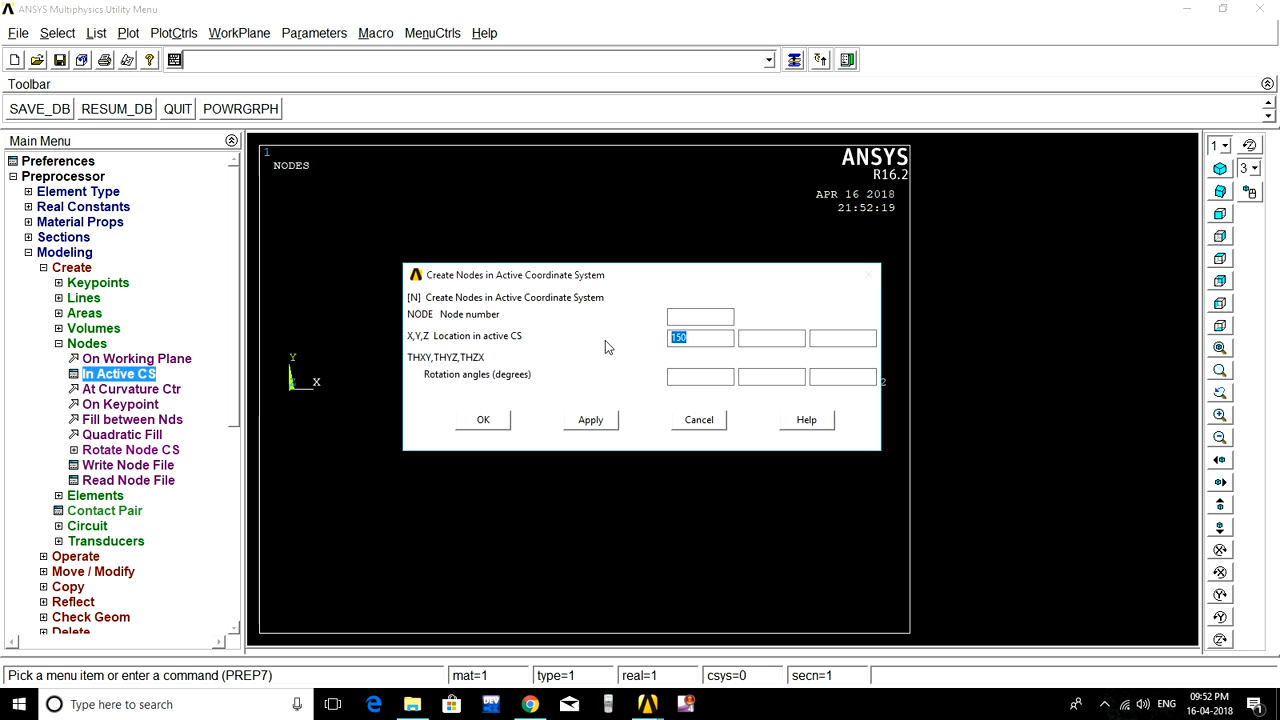 ANSYS Multiphysics Utility Menu
File Select List Plot PlotCtrls WorkPlane Parameters Macro MenuCtrls Help
Toolbar
SAVE_DB RESUM_DB QUIT POWRGRPH
Main Menu
Preferences
Preprocessor
Element Type
Real Constants
Material Props
Sections
Modeling
Create
Keypoints
Lines
Areas
Volumes
Nodes
On Working Plane
In Active CS
At Curvature Ctr
On Keypoint
Fill between Nds
Quadratic Fill
Rotate Node CS
Write Node File
Read Node File
Elements
Contact Pair
Circuit
Transducers
Operate
Move / Modify
Copy
Reflect
Check Geom
Delete
1
NODES
ANSYS
R16.2
APR 16 2018
21:52:19
Y
X
2
Create Nodes in Active Coordinate System
[N] Create Nodes in Active Coordinate System
NODE Node number
X,Y,Z Location in active CS
150
THXY,THYZ,THZX
Rotation angles (degrees)
OK Apply Cancel Help
1
3
Pick a menu item or enter a command (PREP7)
mat=1
type=1
real=1
csys=0
secn=1
Type here to search
DEV
ENG
09:52 PM
16-04-2018